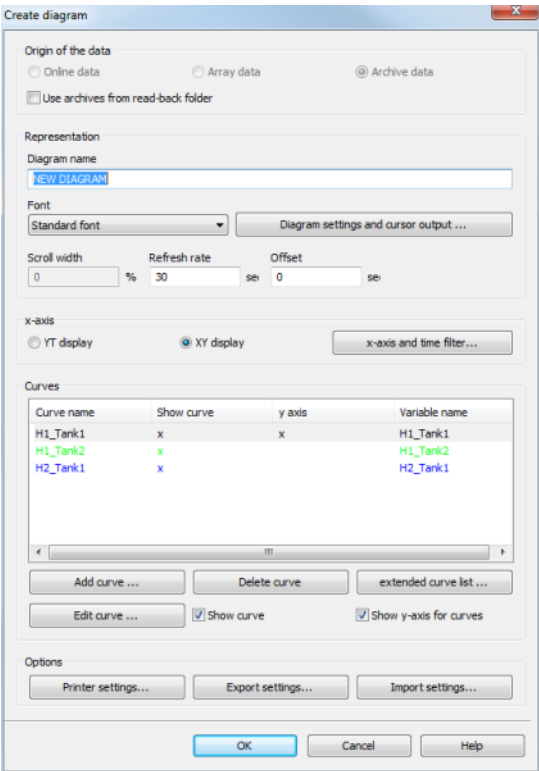 Create diagram
Origin of the data
Online data Array data Archive data
Use archives from read-back folder
Representation
Diagram name
NEW DIAGRAM
Font
Standard font Diagram settings and cursor output ...
Scroll width Refresh rate Offset
0 % 30 se 0 se
x-axis
YT display XY display x-axis and time filter...
Curves
Curve name Show curve y axis Variable name
H1_Tank1 x x H1_Tank1
H1_Tank2 x H1_Tank2
H2_Tank1 x H2_Tank1
Add curve ... Delete curve extended curve list ...
Edit curve ... Show curve Show y-axis for curves
Options
Printer settings... Export settings... Import settings...
OK Cancel Help